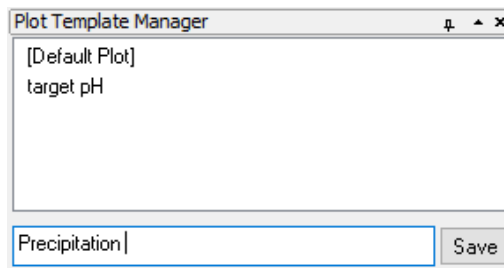 Plot Template Manager
[Default Plot]
target pH
Precipitation
Save